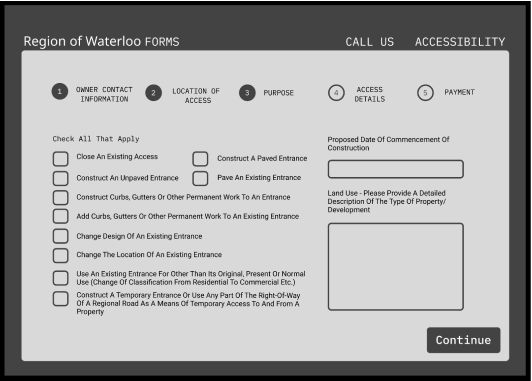 Region of Waterloo FORMS
CALL US
ACCESSIBILITY
1
OWNER CONTACT
INFORMATION
2
LOCATION OF
ACCESS
3
PURPOSE
4
ACCESS
DETAILS
5
PAYMENT
Check All That Apply
Close An Existing Access
Construct A Paved Entrance
Construct An Unpaved Entrance
Pave An Existing Entrance
Construct Curbs, Gutters Or Other Permanent Work To An Entrance
Add Curbs, Gutters Or Other Permanent Work To An Existing Entrance
Change Design Of An Existing Entrance
Change The Location Of An Existing Entrance
Use An Existing Entrance For Other Than Its Original, Present Or Normal
Use (Change Of Classification From Residential To Commercial Etc.)
Construct A Temporary Entrance Or Use Any Part Of The Right-Of-Way
Of A Regional Road As A Means Of Temporary Access To And From A
Property
Proposed Date Of Commencement Of
Construction
Land Use - Please Provide A Detailed
Description Of The Type Of Property/
Development
Continue